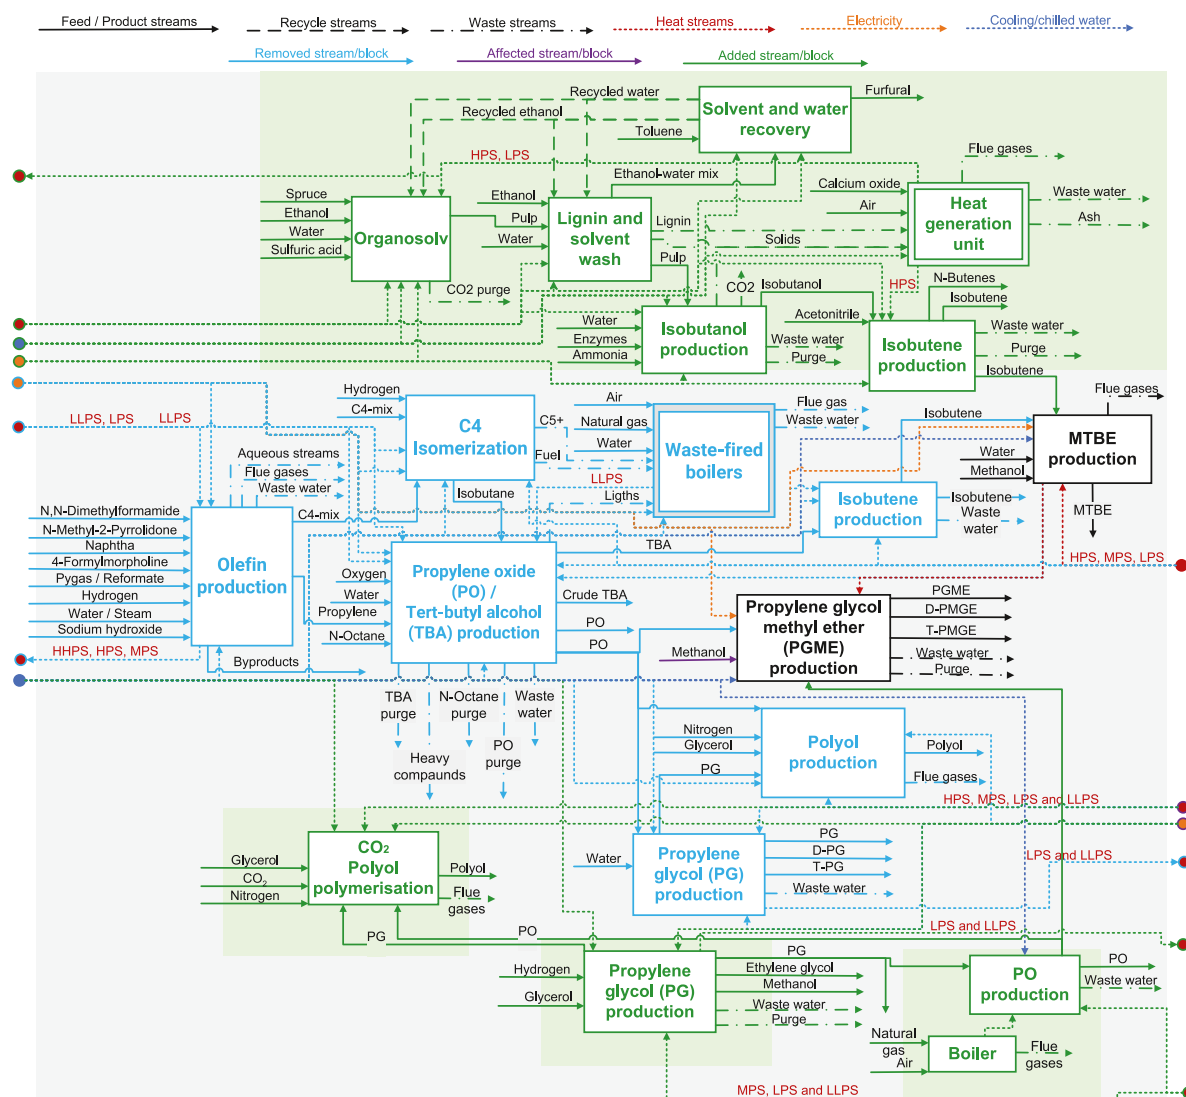 Feed / Product streams
Recycle streams
Waste streams
Heat streams
Electricity
Cooling/chilled water
Removed stream/block
Affected stream/block
Added stream/block
Recycled water
Recycled ethanol
Toluene
Solvent and water
recovery
Furfural
HPS, LPS
Ethanol-water mix
Flue gases
Spruce
Ethanol
Water
Sulfuric acid
Organosolv
CO2 purge
Ethanol
Pulp
Water
Lignin and
solvent
wash
Lignin
Solids
Pulp
Calcium oxide
Air
Heat
generation
unit
Waste water
Ash
CO2
Isobutanol
HPS
N-Butenes
Isobutene
Water
Enzymes
Ammonia
Isobutanol
production
Waste water
Purge
Acetonitrile
Isobutene
production
Waste water
Purge
Isobutene
Hydrogen
C4-mix
C4
Isomerization
C5+
Fuel
Air
Natural gas
Water
Waste-fired
boilers
Flue gas
Waste water
LLPS
Ligths
Isobutene
Flue gases
Water
Methanol
MTBE
production
MTBE
LLPS, LPS
LLPS
Aqueous streams
Flue gases
Waste water
C4-mix
Isobutane
Isobutene
production
Isobutene
Waste
water
TBA
HPS, MPS, LPS
N,N-Dimethylformamide
N-Methyl-2-Pyrrolidone
Naphtha
4-Formylmorpholine
Pygas / Reformate
Hydrogen
Water / Steam
Sodium hydroxide
Olefin
production
HHPS, HPS, MPS
Byproducts
Oxygen
Water
Propylene
N-Octane
Propylene oxide
(PO) /
Tert-butyl alcohol
(TBA) production
Crude TBA
PO
PO
TBA
purge
Heavy
compaunds
N-Octane
purge
PO
purge
Waste
water
Methanol
Propylene glycol
methyl ether
(PGME)
production
PGME
D-PMGE
T-PMGE
Waste water
Purge
Nitrogen
Glycerol
PG
Polyol
production
Polyol
Flue gases
HPS, MPS, LPS and LLPS
Glycerol
CO2
Nitrogen
CO2
Polyol
polymerisation
Polyol
Flue
gases
Water
Propylene
glycol (PG)
production
PG
D-PG
T-PG
Waste water
LPS and LLPS
PG
PO
LPS and LLPS
Hydrogen
Glycerol
Propylene
glycol (PG)
production
PG
Ethylene glycol
Methanol
Waste water
Purge
PO
production
PO
Waste water
Natural
gas
Air
Boiler
Flue
gases
MPS, LPS and LLPS